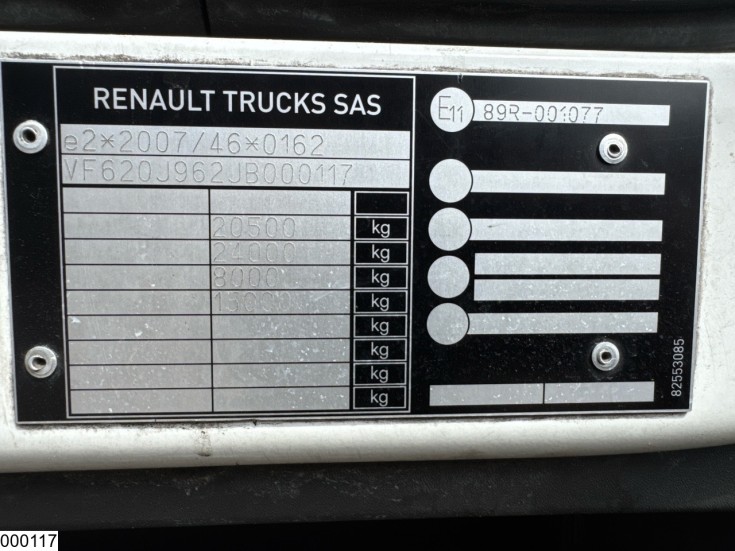 RENAULT TRUCKS SAS
e2*2007/46*0162
VF620J962JB000117
20500 kg
24000 kg
8000 kg
kg
kg
kg
kg
kg
E11 89R-001077
82553085
000117